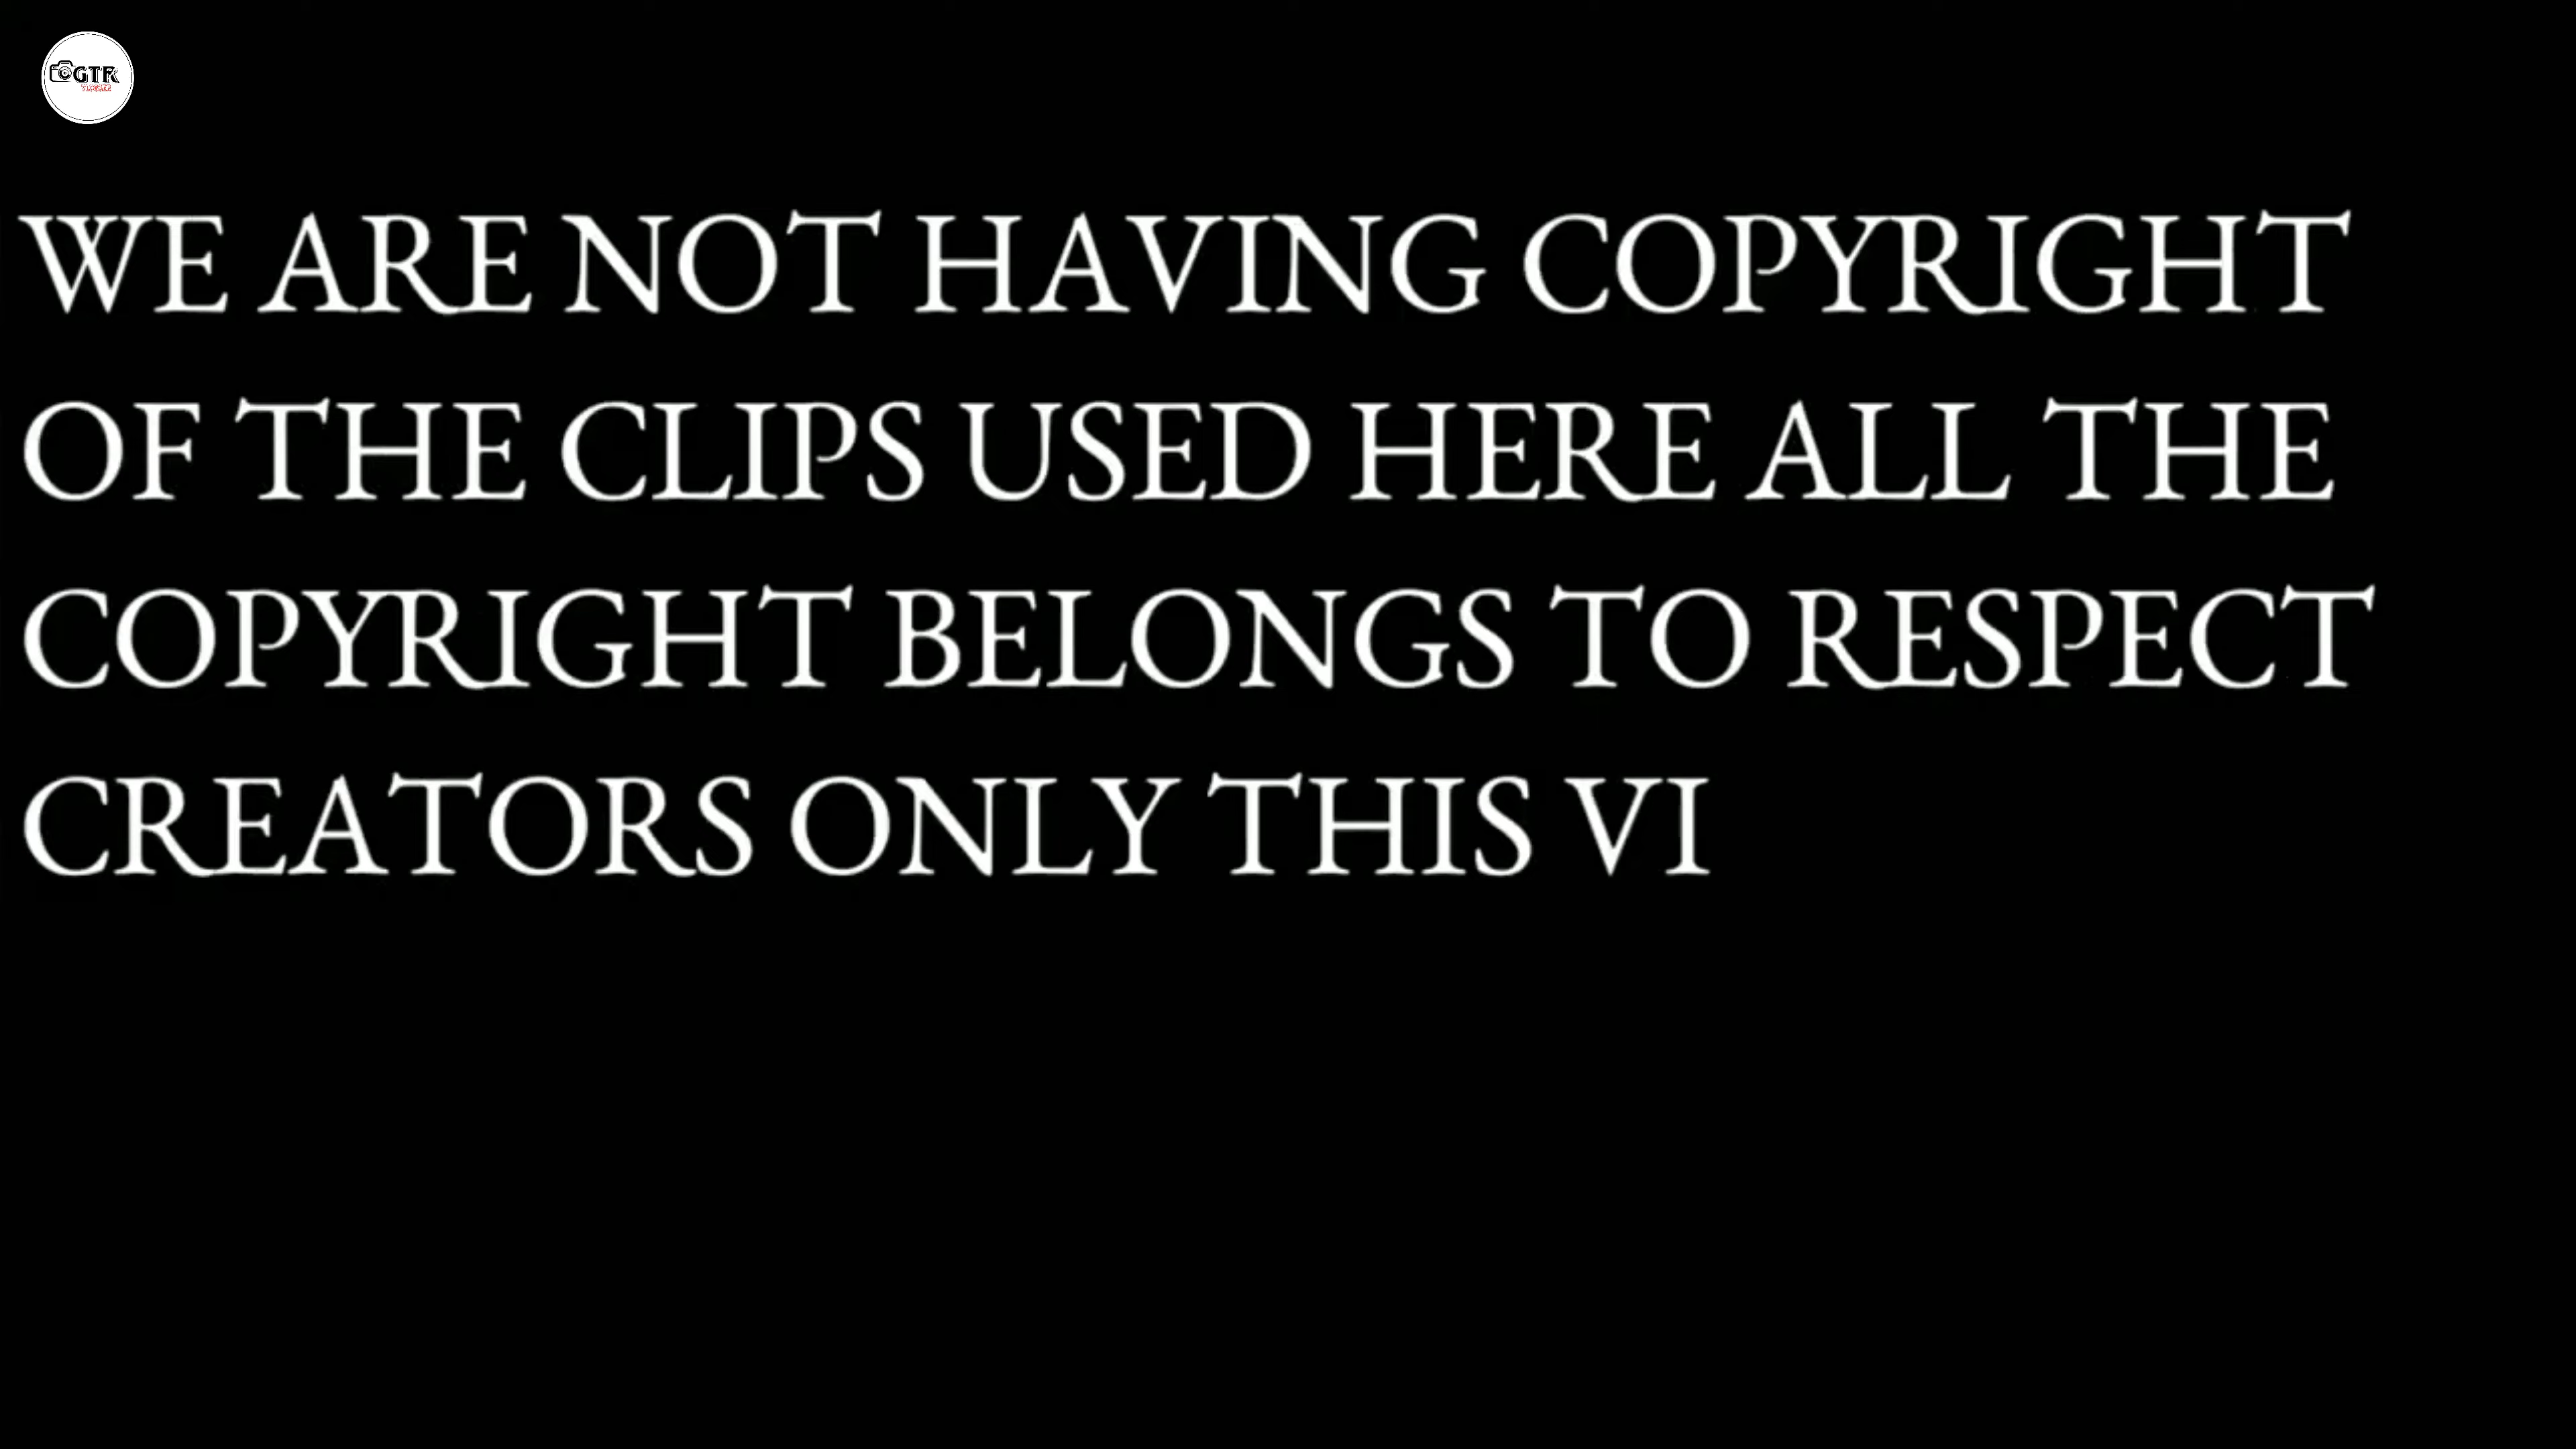 GTR
WE ARE NOT HAVING COPYRIGHT
OF THE CLIPS USED HERE ALL THE
COPYRIGHT BELONGS TO RESPECT
CREATORS ONLY THIS VI